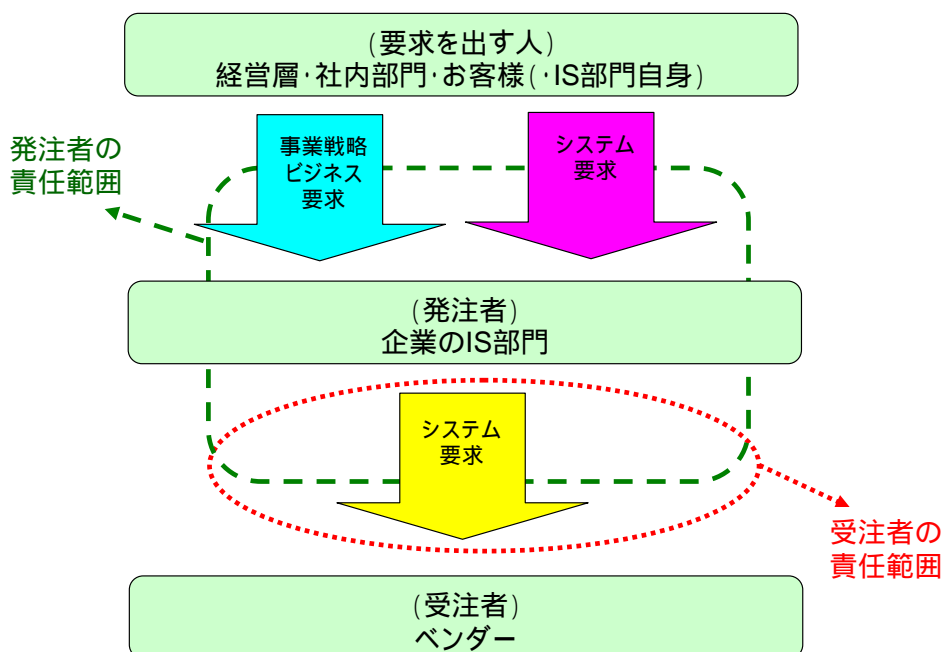 (要求を出す人)
経営層・社内部門・お客様(・IS部門自身)
発注者の
責任範囲
事業戦略
ビジネス
要求
システム
要求
(発注者)
企業のIS部門
システム
要求
受注者の
責任範囲
(受注者)
ベンダー